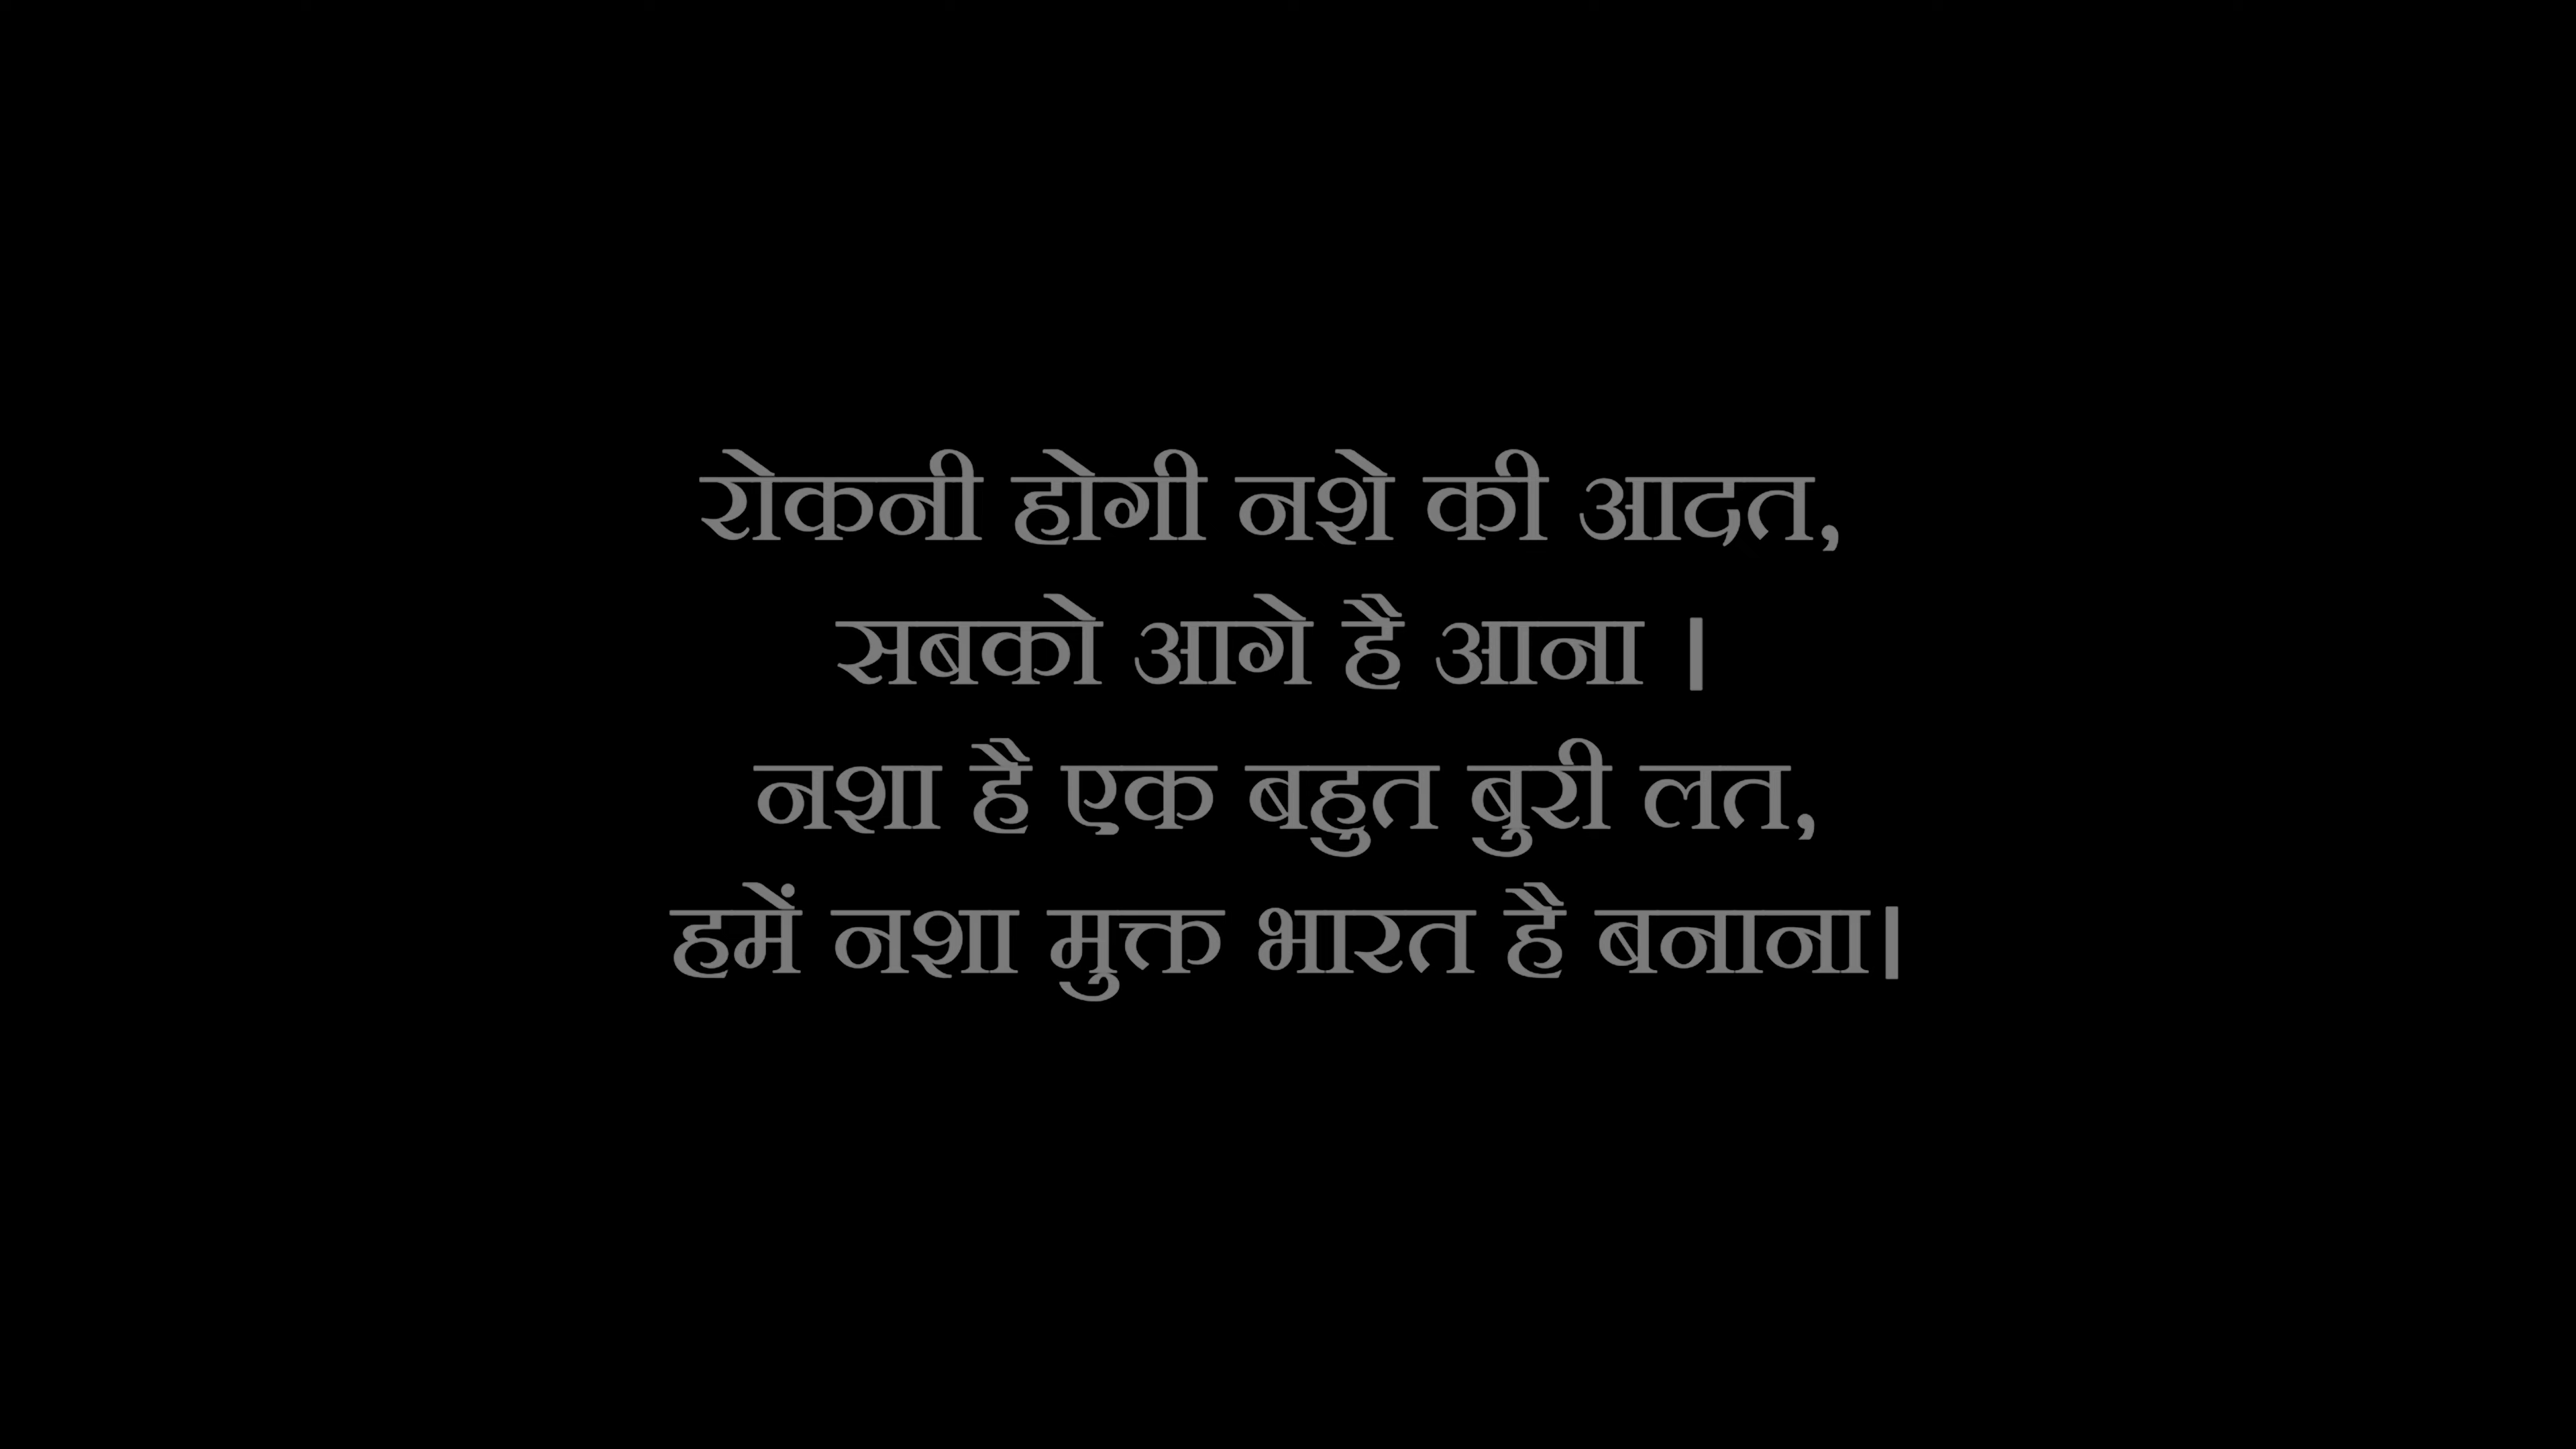 रोकनी होगी नशे की आदत,
सबको आगे है आना ।
नशा है एक बहुत बुरी लत,
हमें नशा मुक्त भारत है बनाना।